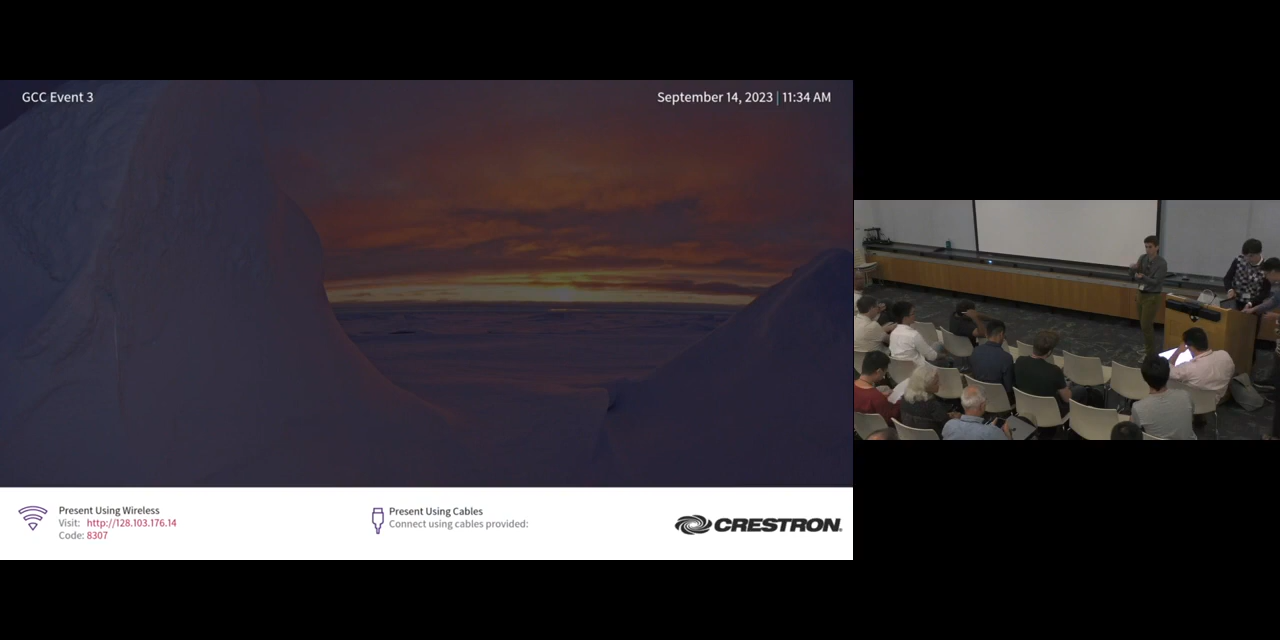 GCC Event 3
September 14, 2023 | 11:34 AM
Present Using Wireless
Visit: http://128.103.176.14
Code: 8307
Present Using Cables
Connect using cables provided:
CRESTRON